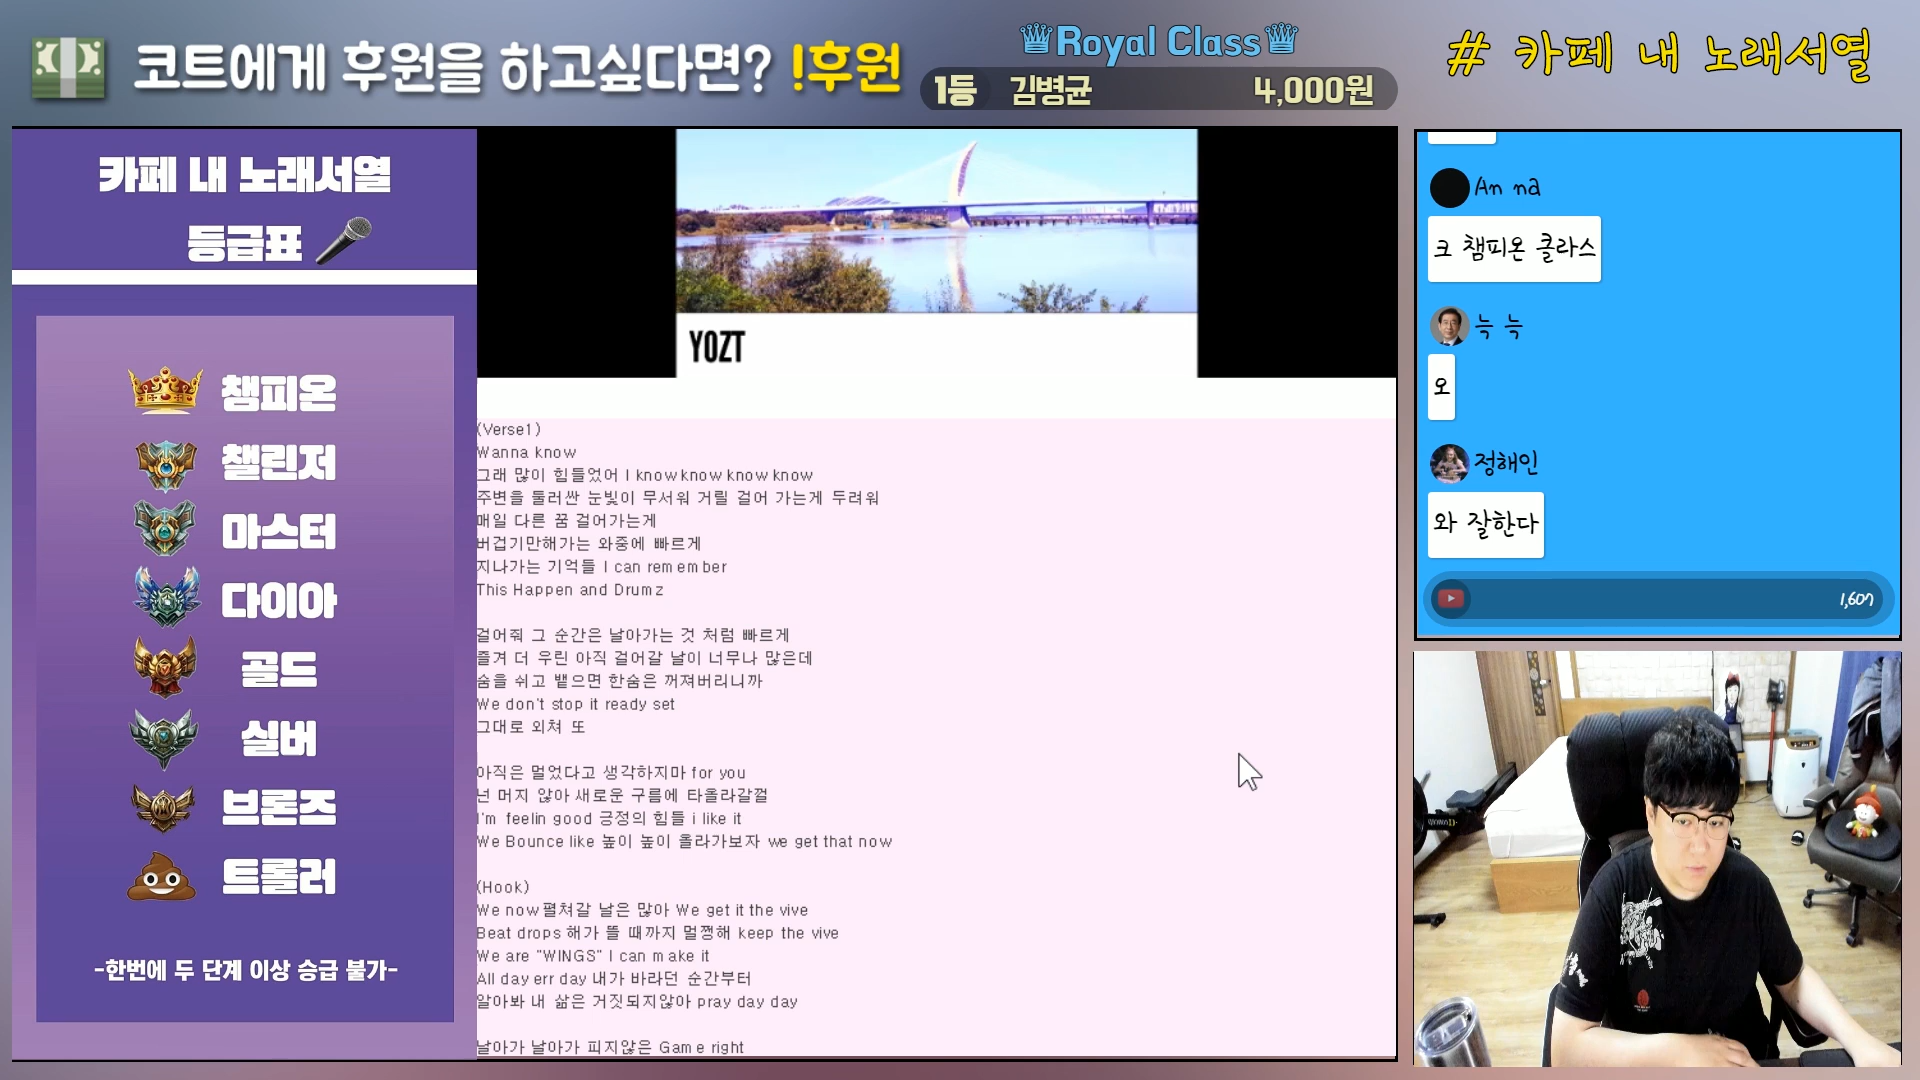 코트에게 후원을 하고싶다면? !후원
Royal Class
1등 김병균 4,000원
# 카페 내 노래서열
카페 내 노래서열
등급표
챔피온
챌린저
마스터
다이아
골드
실버
브론즈
트롤러
-한번에 두 단계 이상 승급 불가-
YOZT
(Verse1)
Wanna know
그래 많이 힘들었어 I know know know know
주변을 둘러싼 눈빛이 무서워 거릴 걸어 가는게 두려워
매일 다른 꿈 걸어가는게
버겁기만해가는 와중에 빠르게
지나가는 기억들 I can remember
This Happen and Drumz
걸어줘 그 순간은 날아가는 것 처럼 빠르게
즐겨 더 우린 아직 걸어갈 날이 너무나 많은데
숨을 쉬고 뱉으면 한숨은 꺼져버리니까
We don't stop it ready set
그대로 외쳐 또
아직은 멀었다고 생각하지마 for you
넌 머지 않아 새로운 구름에 타올라갈껄
I'm feelin good 긍정의 힘들 i like it
We Bounce like 높이 높이 올라가보자 we get that now
(Hook)
We now펼쳐갈 날은 많아 We get it the vive
Beat drops 해가 뜰 때까지 멀쩡해 keep the vive
We are "WINGS" I can make it
All day err day 내가 바라던 순간부터
알아봐 내 삶은 거짓되지않아 pray day day
날아가 날아가 피지않은 Game right
An na
크 챔피온 클라스
늑 늑
오
정해인
와 잘한다
1,607